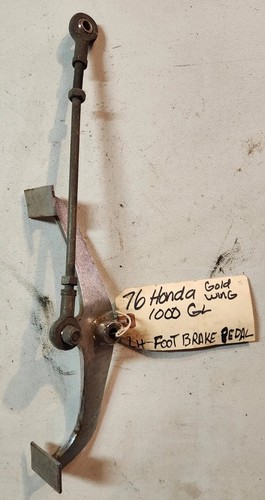 76 Honda Gold Wing
1000 GL
LH-FOOT BRAKE PEDAL